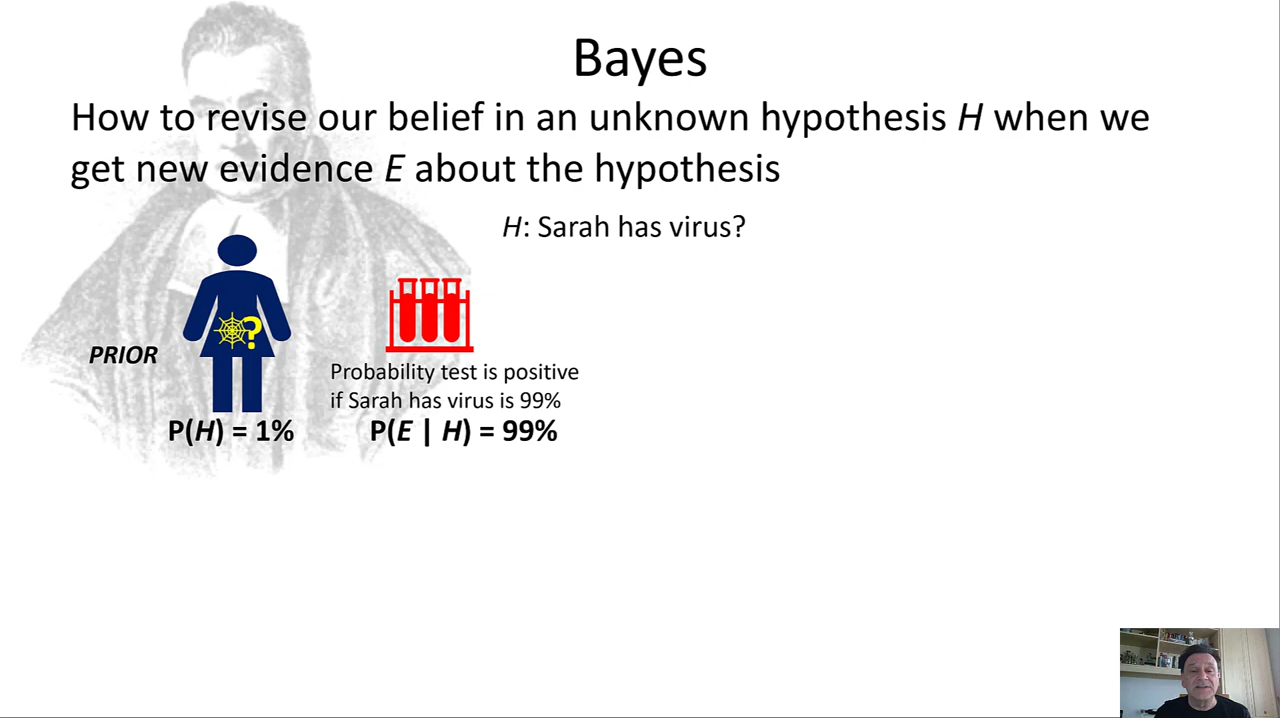 Bayes
How to revise our belief in an unknown hypothesis H when we
get new evidence E about the hypothesis
H: Sarah has virus?
?
PRIOR
Probability test is positive
if Sarah has virus is 99%
P(H) = 1%
P(E | H) = 99%